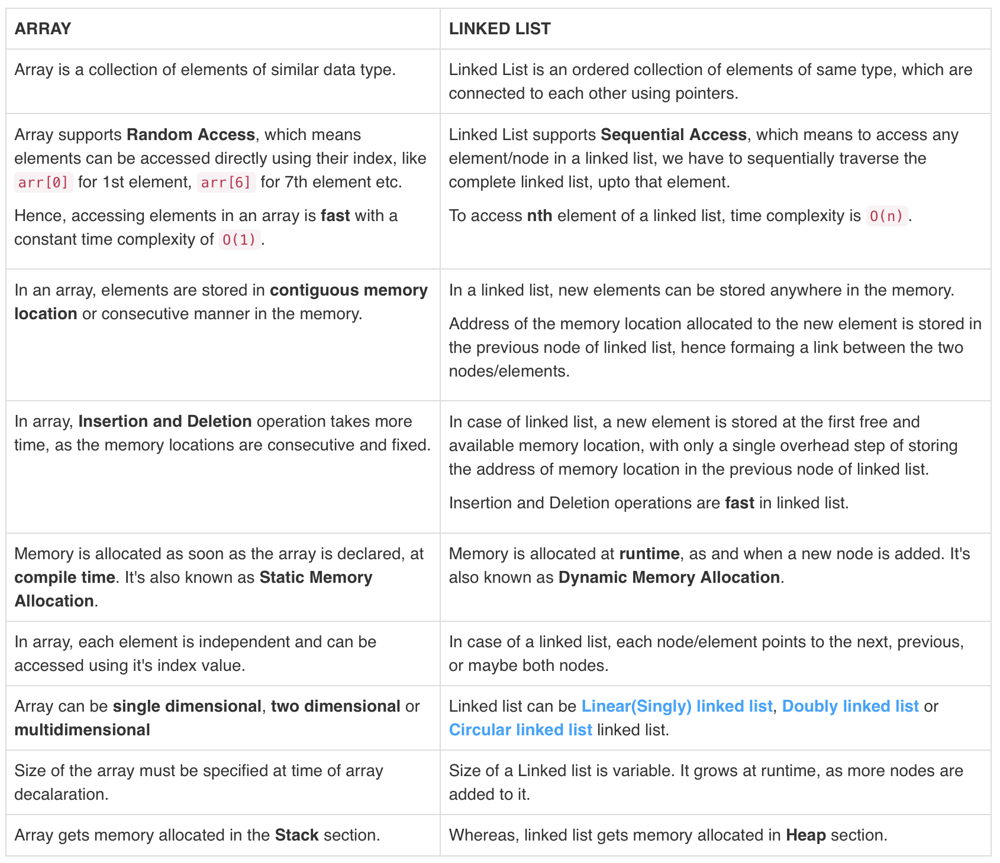 ARRAY
LINKED LIST
Array is a collection of elements of similar data type.
Linked List is an ordered collection of elements of same type, which are
connected to each other using pointers.
Array supports Random Access, which means
elements can be accessed directly using their index, like
arr[0] for 1st element, arr[6] for 7th element etc.
Hence, accessing elements in an array is fast with a
constant time complexity of O(1).
Linked List supports Sequential Access, which means to access any
element/node in a linked list, we have to sequentially traverse the
complete linked list, upto that element.
To access nth element of a linked list, time complexity is O(n).
In an array, elements are stored in contiguous memory
location or consecutive manner in the memory.
In a linked list, new elements can be stored anywhere in the memory.
Address of the memory location allocated to the new element is stored in
the previous node of linked list, hence formaing a link between the two
nodes/elements.
In array, Insertion and Deletion operation takes more
time, as the memory locations are consecutive and fixed.
In case of linked list, a new element is stored at the first free and
available memory location, with only a single overhead step of storing
the address of memory location in the previous node of linked list.
Insertion and Deletion operations are fast in linked list.
Memory is allocated as soon as the array is declared, at
compile time. It's also known as Static Memory
Allocation.
Memory is allocated at runtime, as and when a new node is added. It's
also known as Dynamic Memory Allocation.
In array, each element is independent and can be
accessed using it's index value.
In case of a linked list, each node/element points to the next, previous,
or maybe both nodes.
Array can be single dimensional, two dimensional or
multidimensional
Linked list can be Linear(Singly) linked list, Doubly linked list or
Circular linked list linked list.
Size of the array must be specified at time of array
decalaration.
Size of a Linked list is variable. It grows at runtime, as more nodes are
added to it.
Array gets memory allocated in the Stack section.
Whereas, linked list gets memory allocated in Heap section.